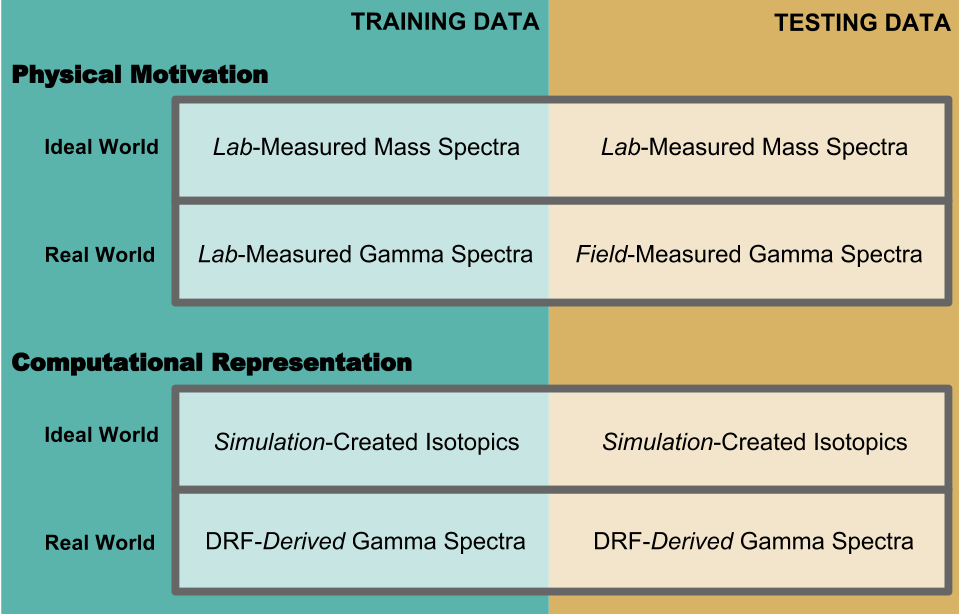 TRAINING DATA TESTING DATA
Physical Motivation
Ideal World Lab-Measured Mass Spectra Lab-Measured Mass Spectra
Real World Lab-Measured Gamma Spectra Field-Measured Gamma Spectra
Computational Representation
Ideal World Simulation-Created Isotopics Simulation-Created Isotopics
Real World DRF-Derived Gamma Spectra DRF-Derived Gamma Spectra